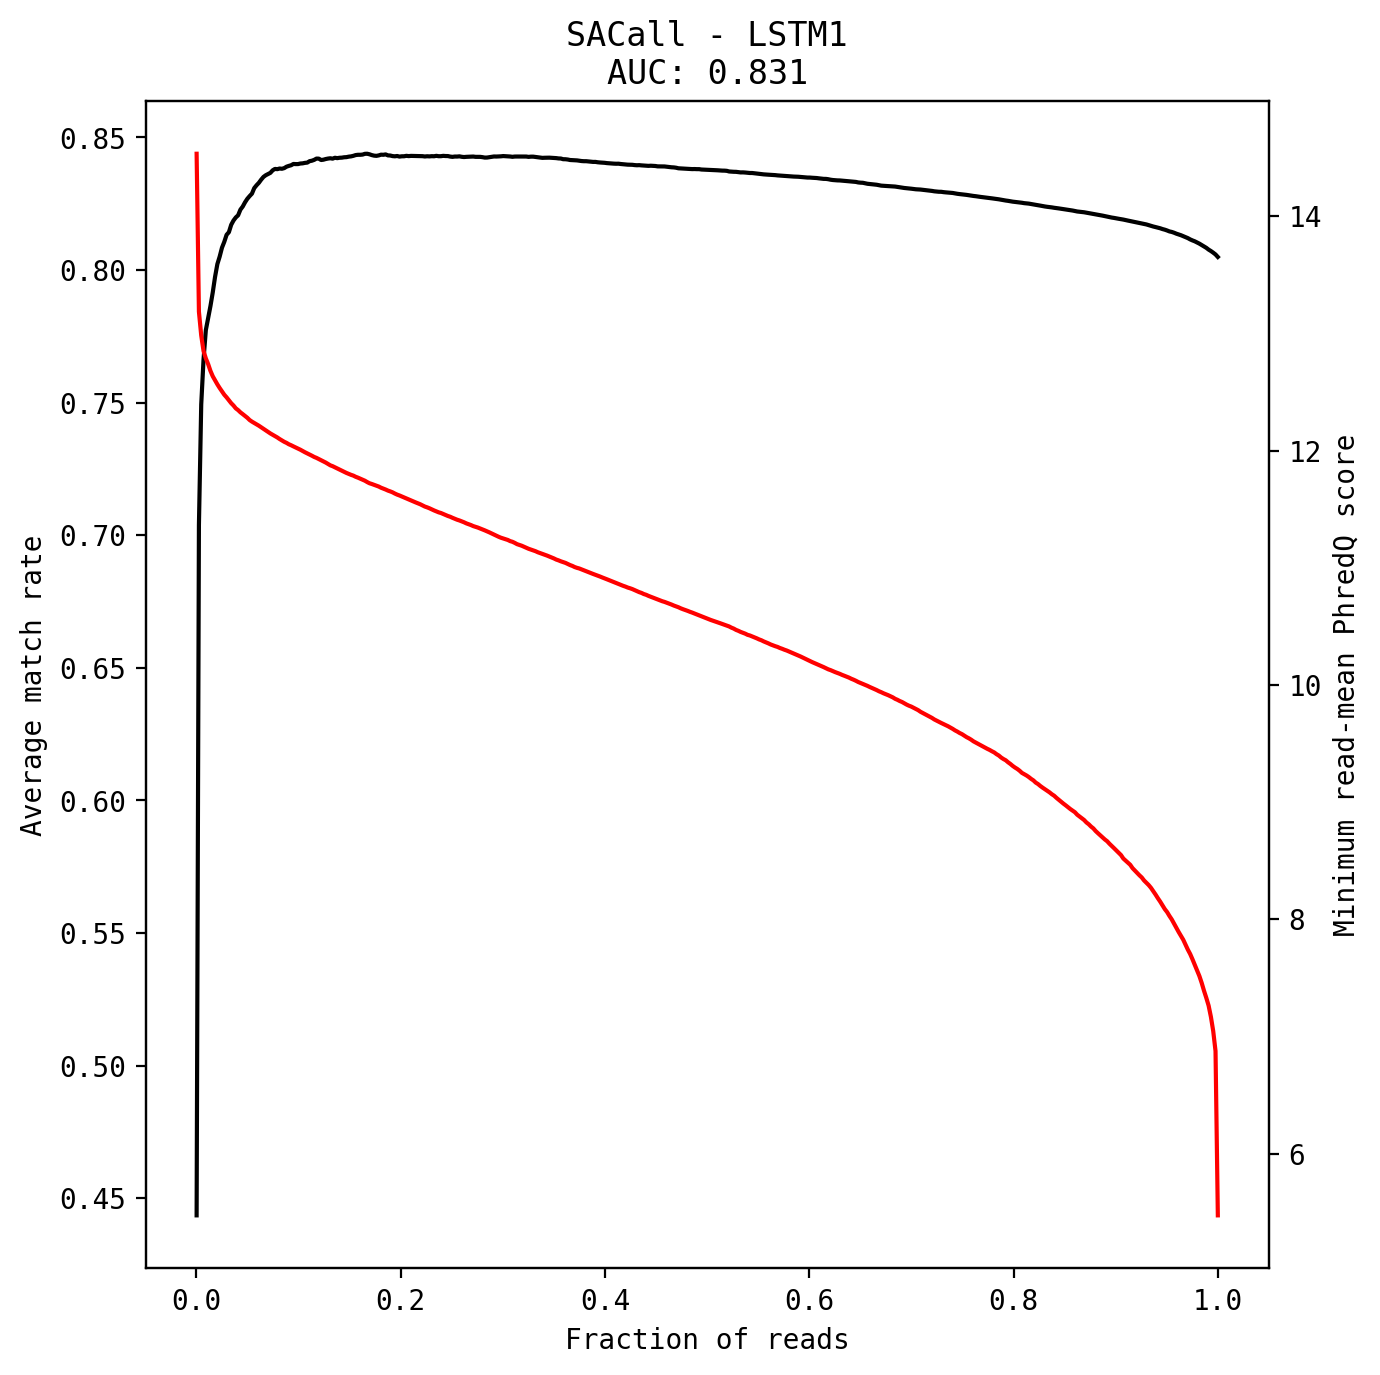 SACall - LSTM1
AUC: 0.831
0.85
0.80
0.75
0.70
0.65
0.60
0.55
0.50
0.45
Average match rate
14
12
10
8
6
Minimum read-mean PhredQ score
0.0 0.2 0.4 0.6 0.8 1.0
Fraction of reads